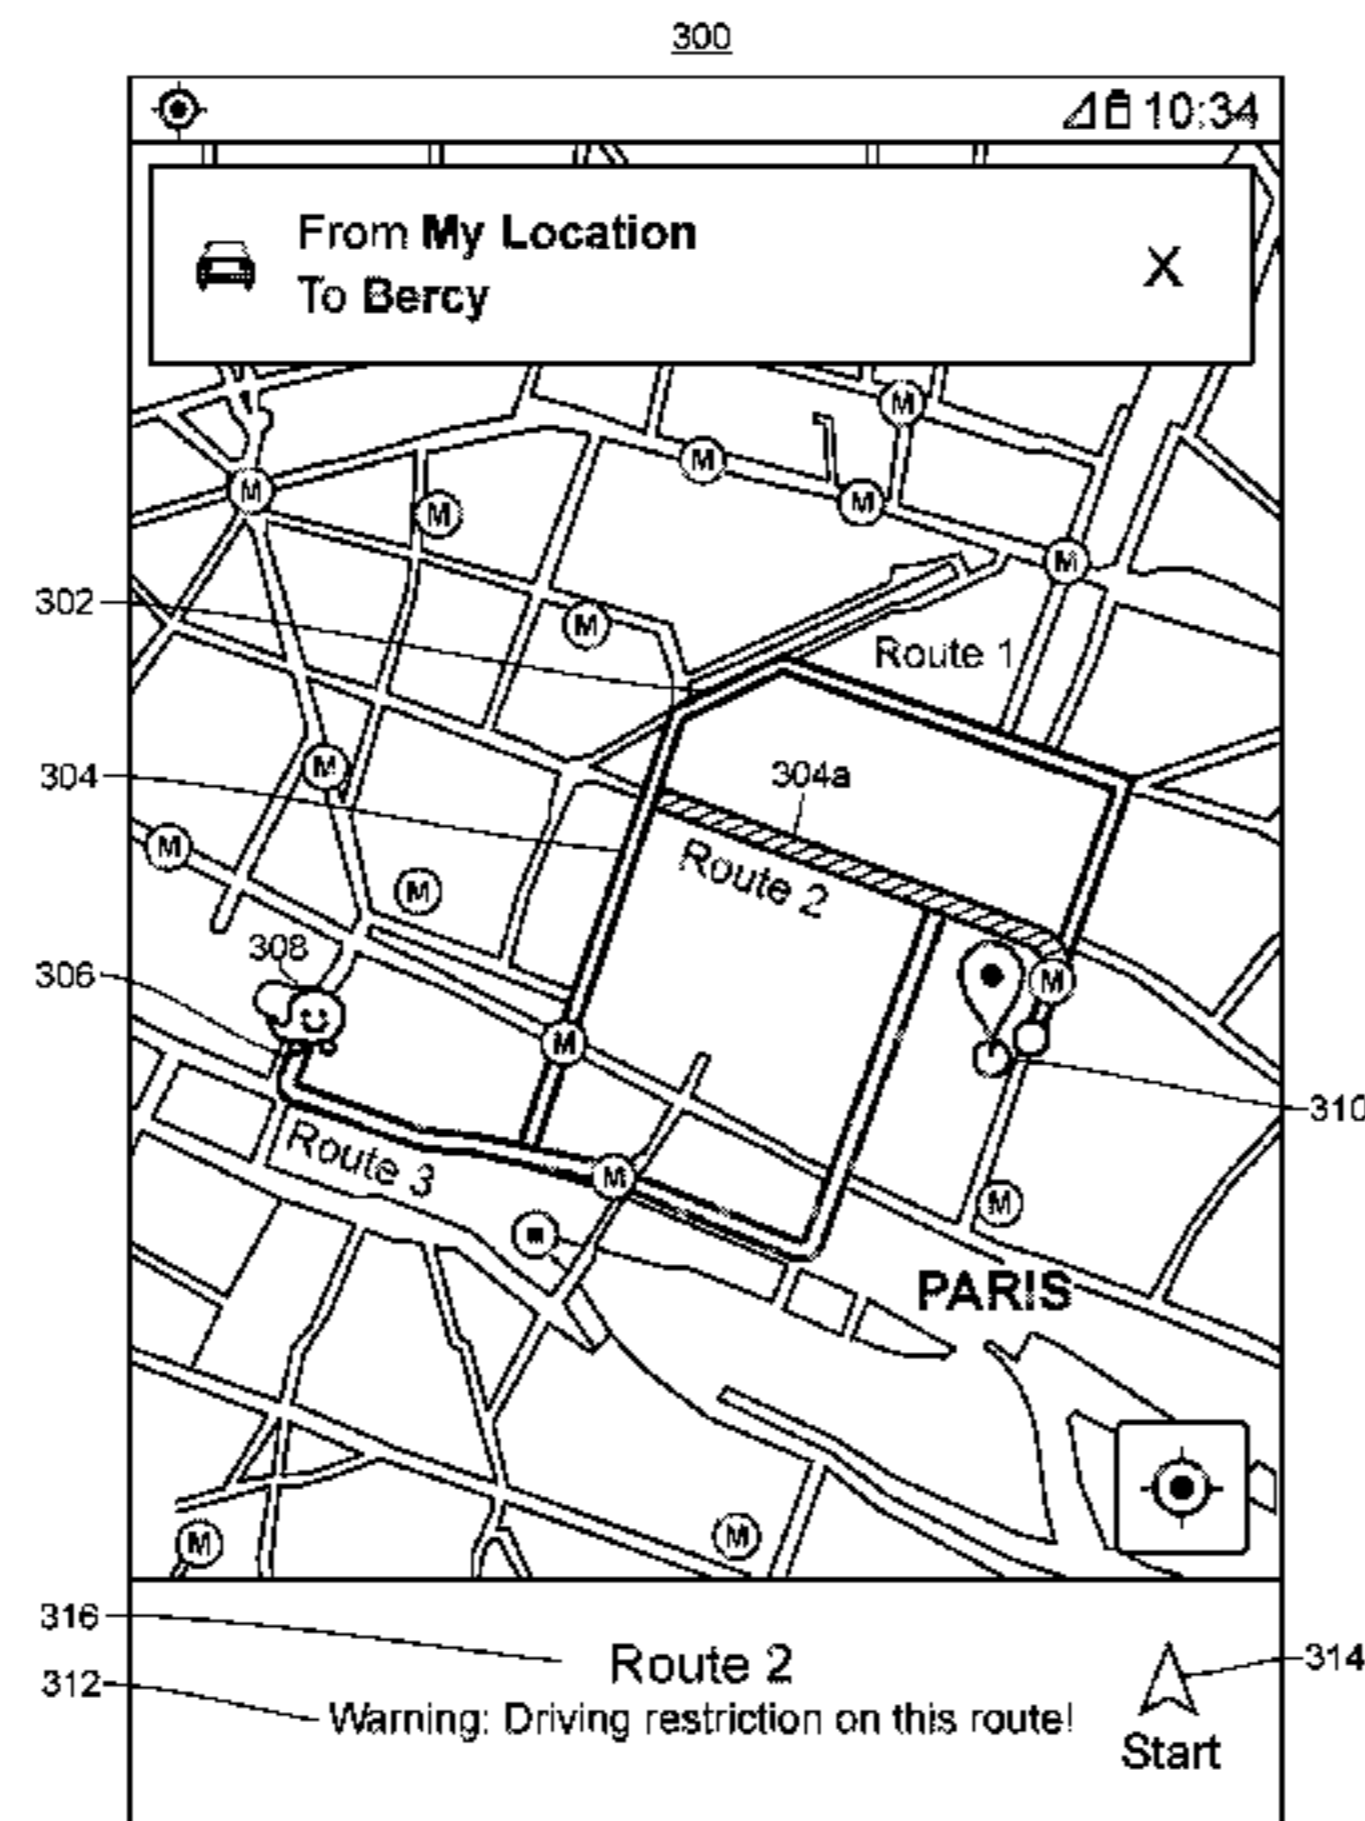 300
10:34
From My Location
To Bercy
X
M
M
M
M
M
M
302
M
Route 1
304
M
304a
M
Route 2
M
308
306
M
M
310
Route 3
M
M
PARIS
M
M
316
Route 2
314
312
Warning: Driving restriction on this route!
Start